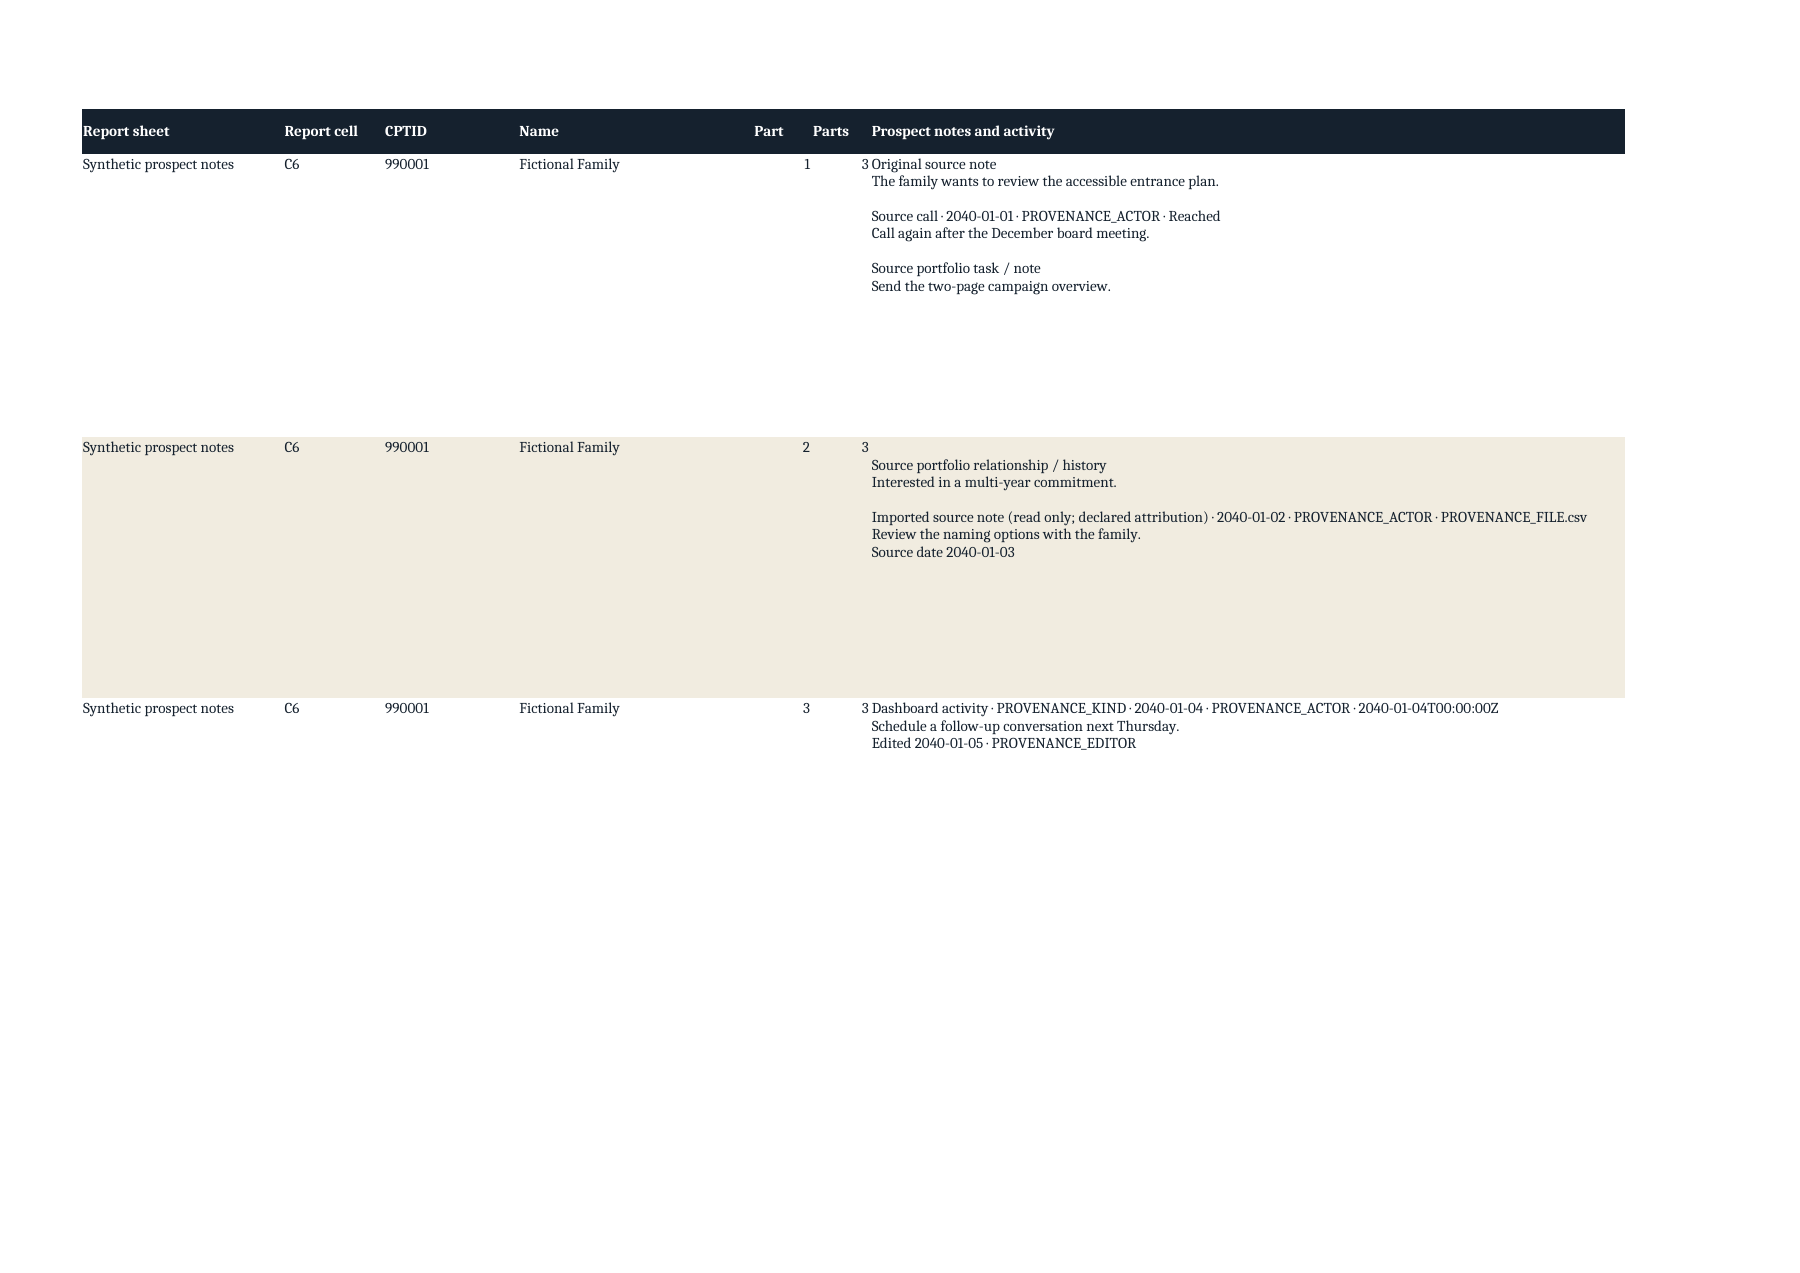 Report sheet Report cell CPTID Name Part Parts Prospect notes and activity
Synthetic prospect notes C6 990001 Fictional Family 1 3 Original source note
The family wants to review the accessible entrance plan.
Source call · 2040-01-01 · PROVENANCE_ACTOR · Reached
Call again after the December board meeting.
Source portfolio task / note
Send the two-page campaign overview.
Synthetic prospect notes C6 990001 Fictional Family 2 3
Source portfolio relationship / history
Interested in a multi-year commitment.
Imported source note (read only; declared attribution) · 2040-01-02 · PROVENANCE_ACTOR · PROVENANCE_FILE.csv
Review the naming options with the family.
Source date 2040-01-03
Synthetic prospect notes C6 990001 Fictional Family 3 3 Dashboard activity · PROVENANCE_KIND · 2040-01-04 · PROVENANCE_ACTOR · 2040-01-04T00:00:00Z
Schedule a follow-up conversation next Thursday.
Edited 2040-01-05 · PROVENANCE_EDITOR